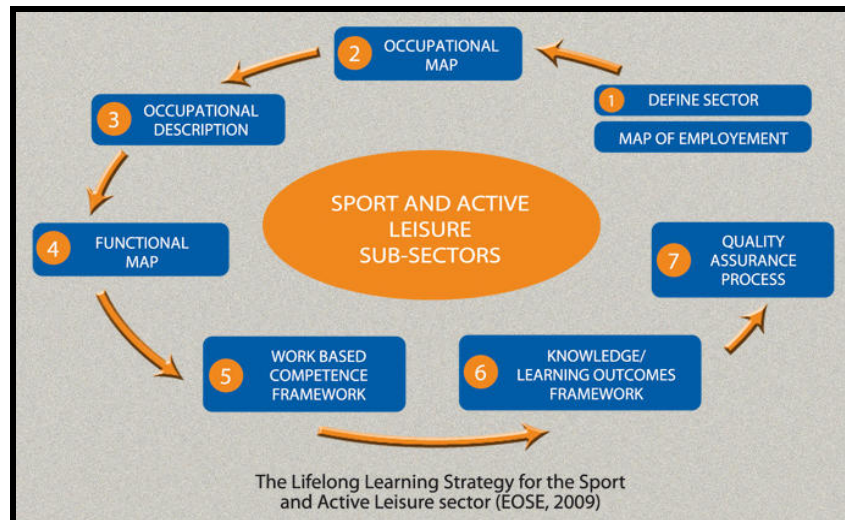 1 DEFINE SECTOR
MAP OF EMPLOYEMENT
2 OCCUPATIONAL
MAP
3 OCCUPATIONAL
DESCRIPTION
4 FUNCTIONAL
MAP
5 WORK BASED
COMPETENCE
FRAMEWORK
6 KNOWLEDGE/
LEARNING OUTCOMES
FRAMEWORK
7 QUALITY
ASSURANCE
PROCESS
SPORT AND ACTIVE
LEISURE
SUB-SECTORS
The Lifelong Learning Strategy for the Sport
and Active Leisure sector (EOSE, 2009)